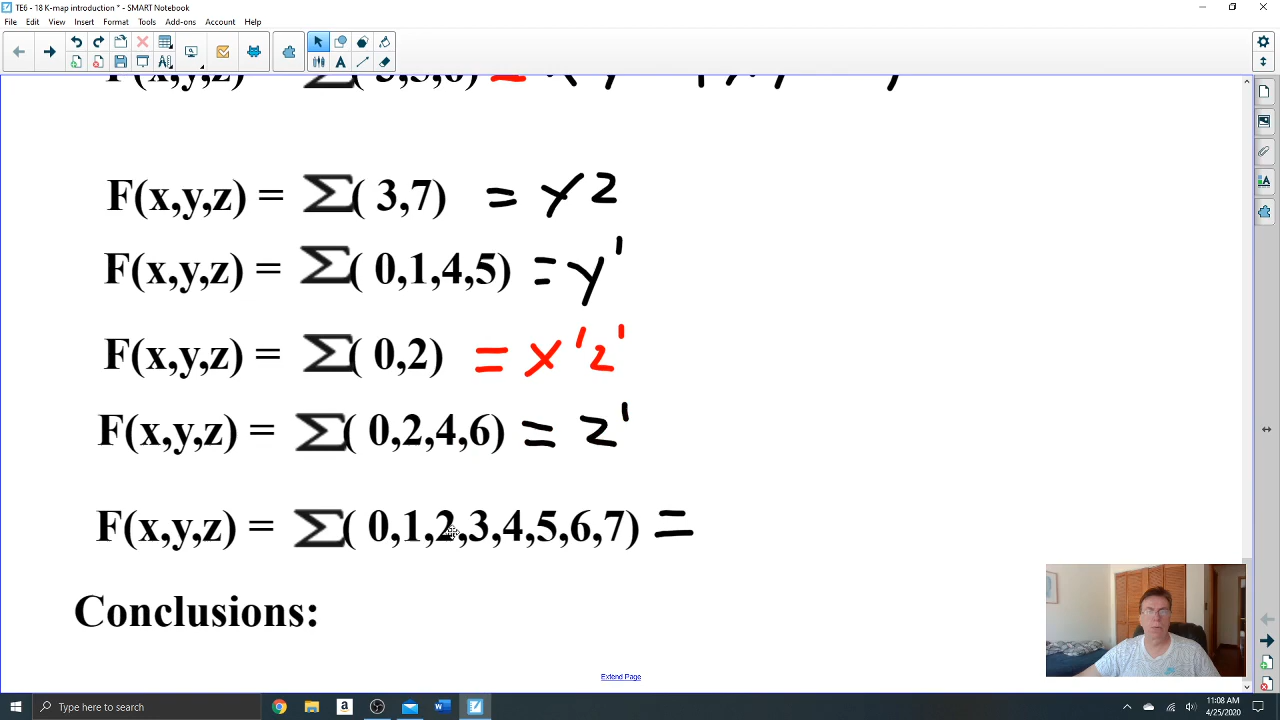 TE6 - 18 K-map introduction * - SMART Notebook
File Edit View Insert Format Tools Add-ons Account Help
F(x,y,z) = Σ( 3,7) = yz
F(x,y,z) = Σ( 0,1,4,5) = y'
F(x,y,z) = Σ( 0,2) = x'z'
F(x,y,z) = Σ( 0,2,4,6) = z'
F(x,y,z) = Σ( 0,1,2,3,4,5,6,7) =
Conclusions:
Extend Page
Type here to search
11:08 AM
4/25/2020